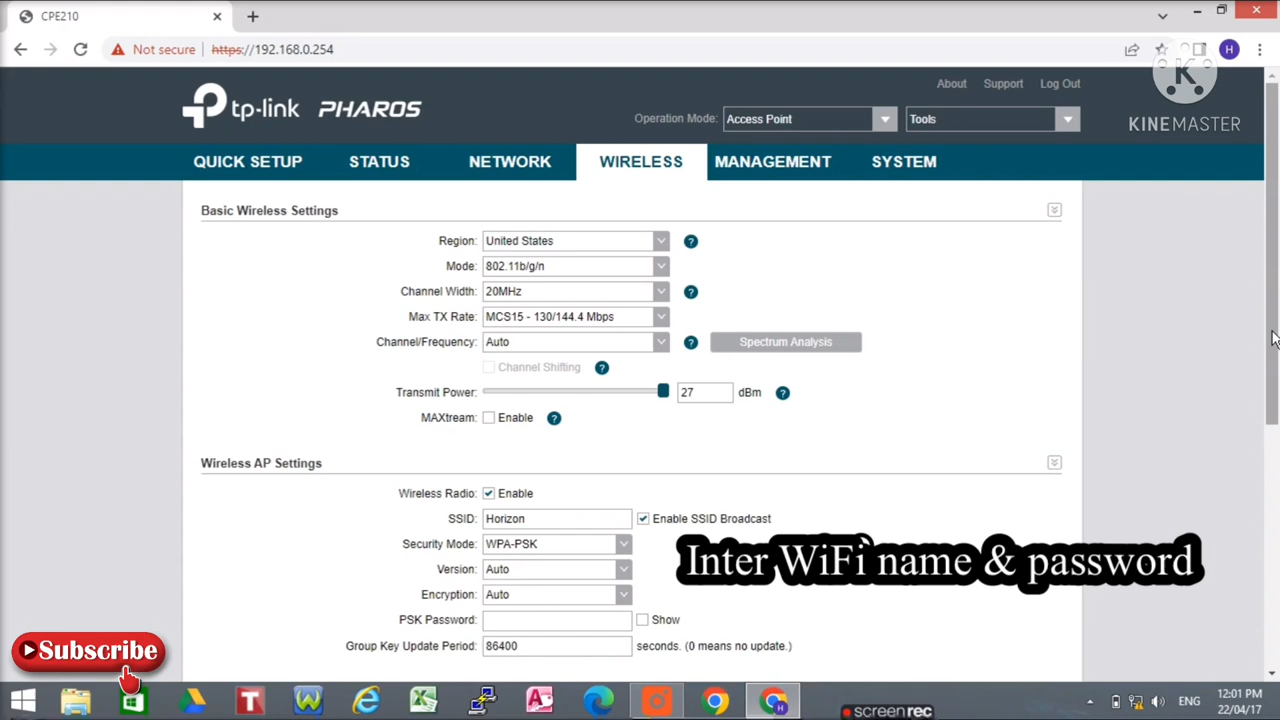 CPE210
Not secure https://192.168.0.254
H
About Support Log Out
tp-link PHAROS
Operation Mode: Access Point Tools
K
KINEMASTER
QUICK SETUP STATUS NETWORK WIRELESS MANAGEMENT SYSTEM
Basic Wireless Settings
Region: United States ?
Mode: 802.11b/g/n
Channel Width: 20MHz ?
Max TX Rate: MCS15 - 130/144.4 Mbps
Channel/Frequency: Auto ? Spectrum Analysis
Channel Shifting ?
Transmit Power: 27 dBm ?
MAXtream: Enable ?
Wireless AP Settings
Wireless Radio: Enable
SSID: Horizon Enable SSID Broadcast
Security Mode: WPA-PSK
Inter WiFi` name & password
Version: Auto
Encryption: Auto
PSK Password: Show
Group Key Update Period: 86400 seconds. (0 means no update.)
Subscribe
ENG 12:01 PM
22/04/17
screen rec